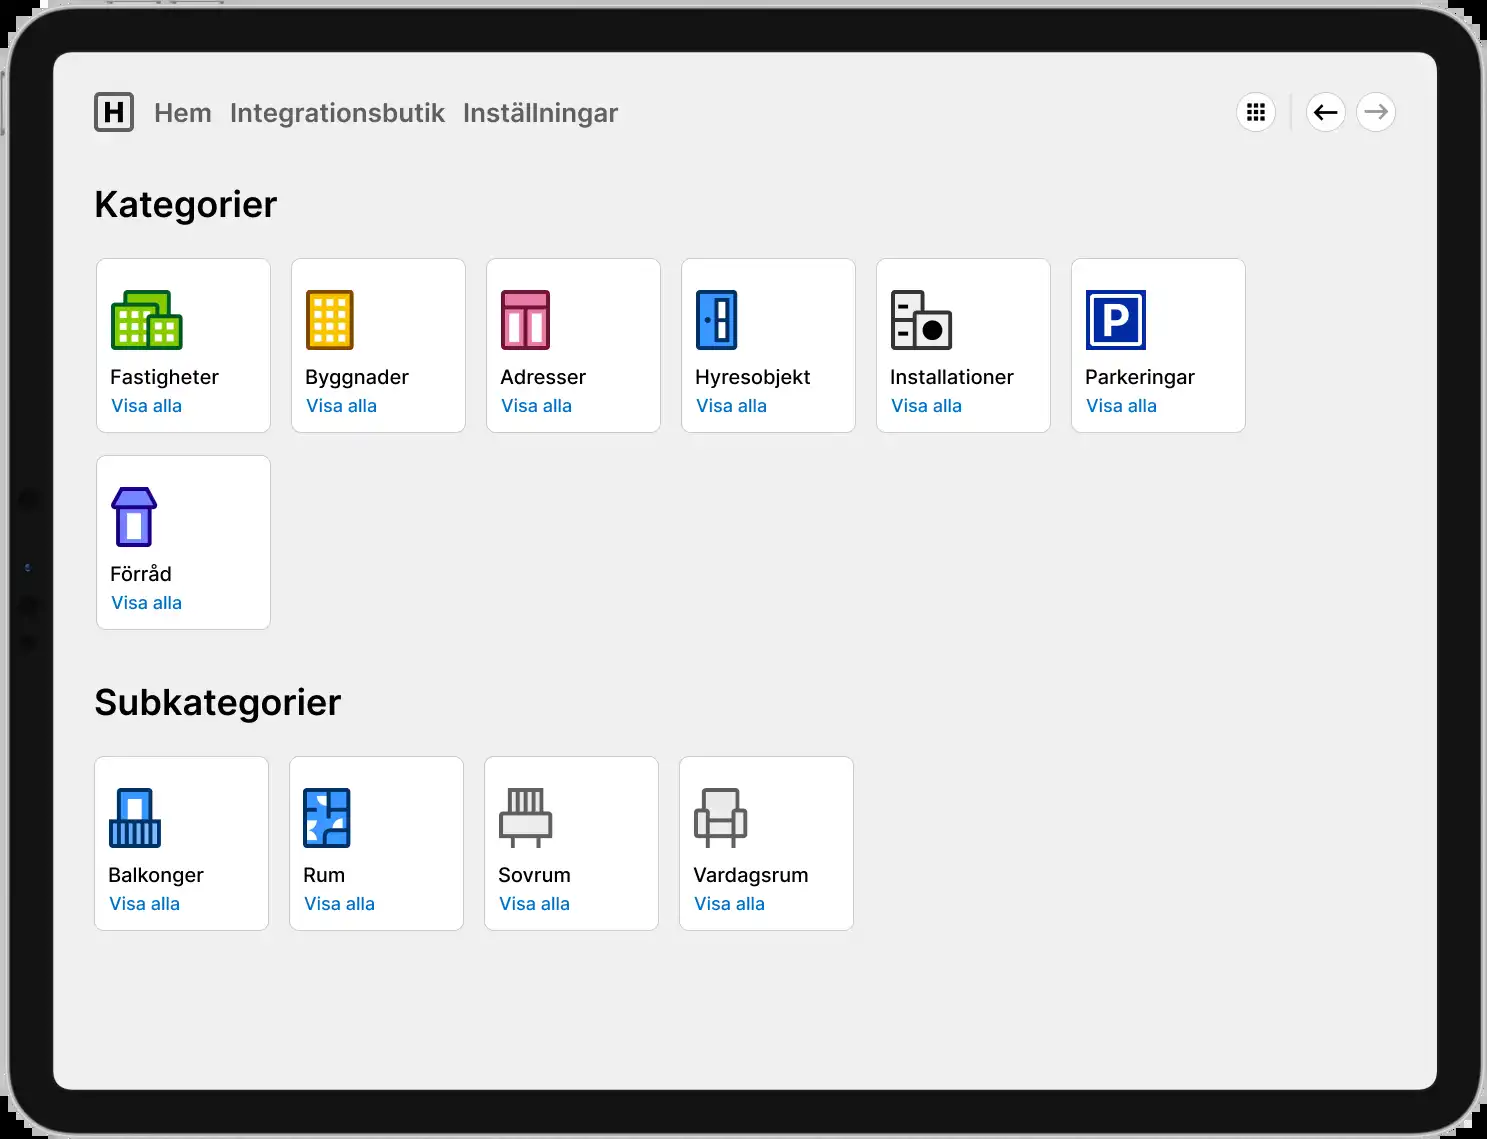 H Hem Integrationsbutik Inställningar
Kategorier
Fastigheter Byggnader Adresser Hyresobjekt Installationer Parkeringar
Visa alla Visa alla Visa alla Visa alla Visa alla Visa alla
P
Förråd
Visa alla
Subkategorier
Balkonger Rum Sovrum Vardagsrum
Visa alla Visa alla Visa alla Visa alla